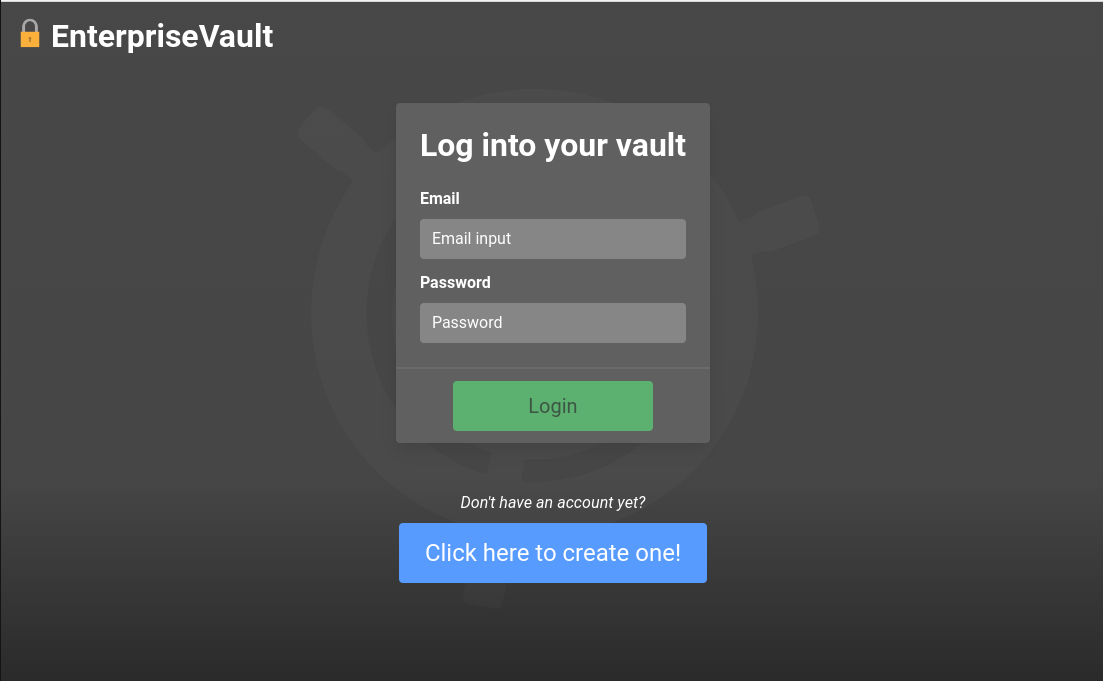 EnterpriseVault
Log into your vault
Email
Email input
Password
Password
Login
Don't have an account yet?
Click here to create one!